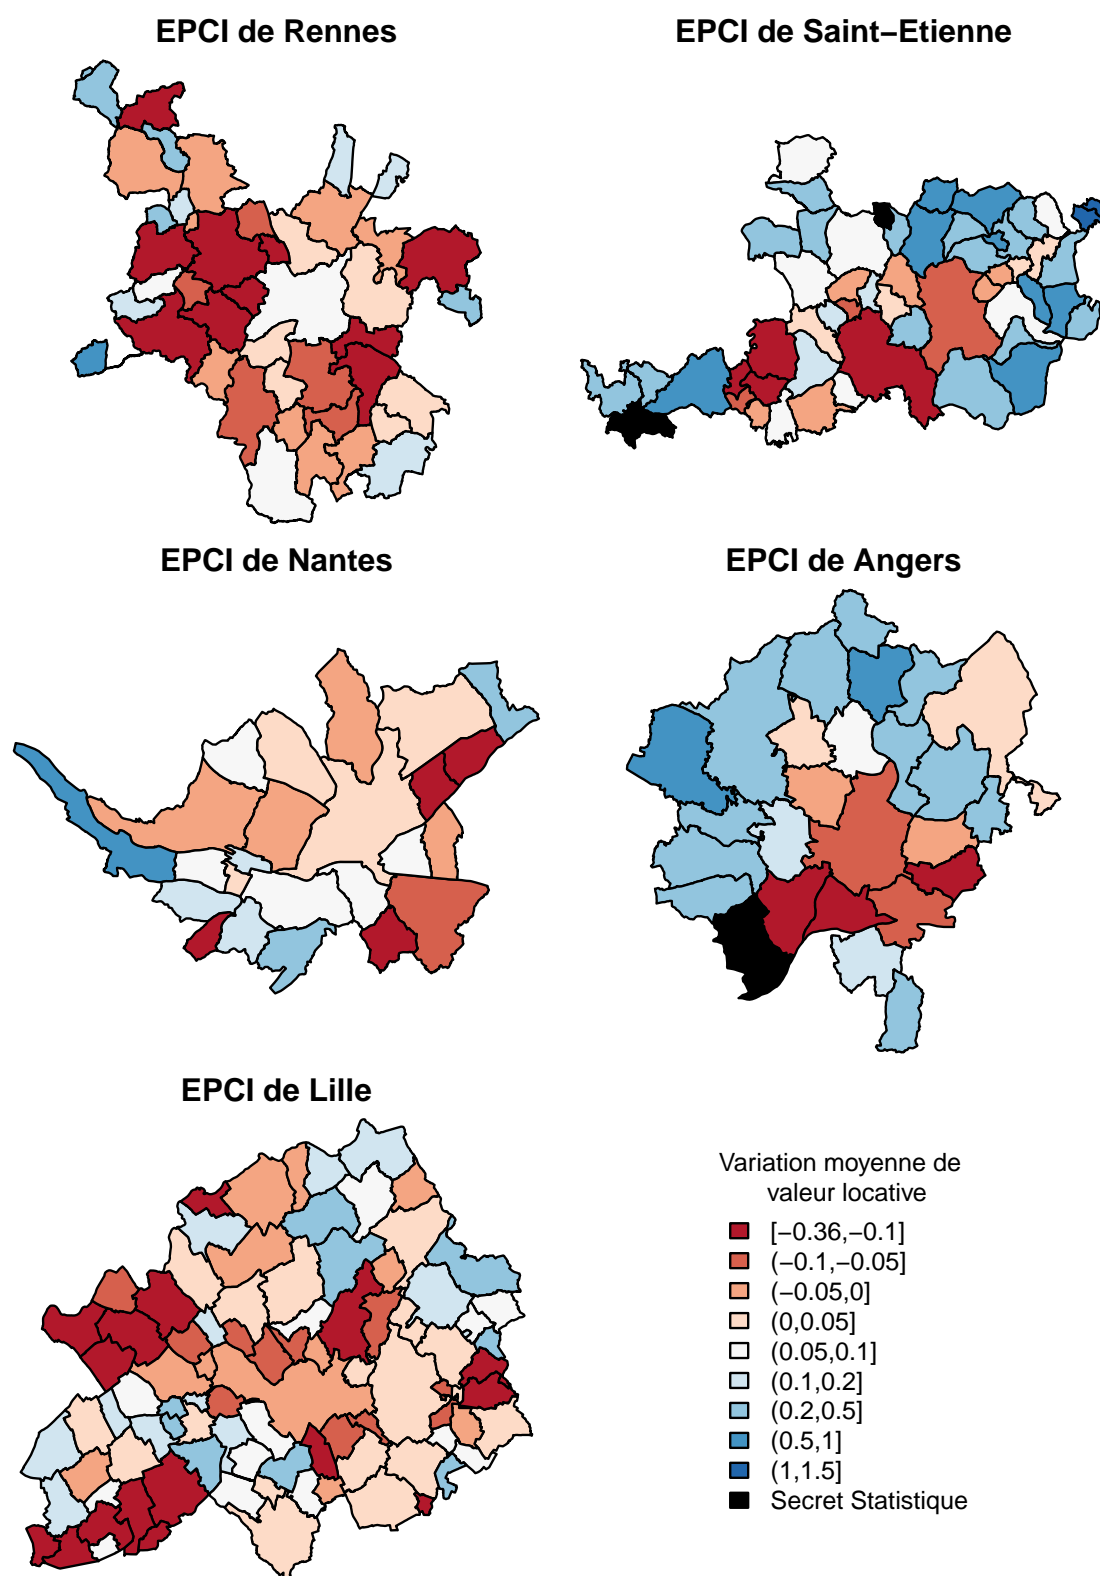 EPCI de Rennes
EPCI de Saint−Etienne
EPCI de Nantes
EPCI de Angers
EPCI de Lille
Variation moyenne de
valeur locative
[−0.36,−0.1]
(−0.1,−0.05]
(−0.05,0]
(0,0.05]
(0.05,0.1]
(0.1,0.2]
(0.2,0.5]
(0.5,1]
(1,1.5]
Secret Statistique